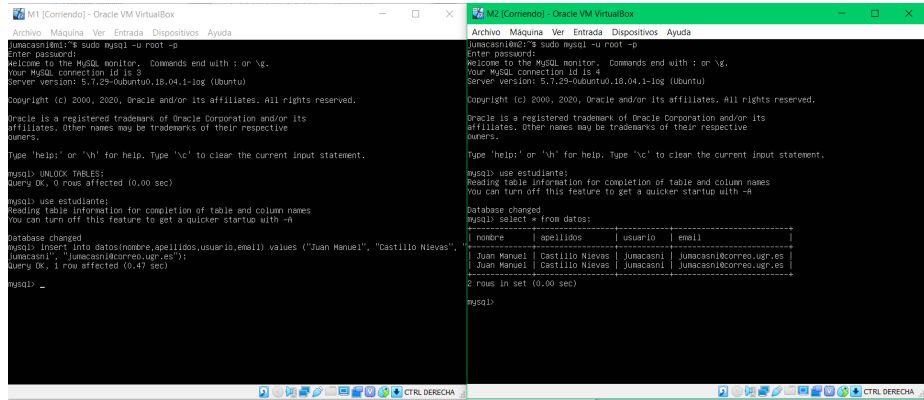 M1 [Corriendo] - Oracle VM VirtualBox
Archivo Máquina Ver Entrada Dispositivos Ayuda
jumacasni@m1:~$ sudo mysql -u root -p
Enter password:
Welcome to the MySQL monitor.  Commands end with ; or \g.
Your MySQL connection id is 3
Server version: 5.7.29-0ubuntu0.18.04.1-log (Ubuntu)
Copyright (c) 2000, 2020, Oracle and/or its affiliates. All rights reserved.
Oracle is a registered trademark of Oracle Corporation and/or its
affiliates. Other names may be trademarks of their respective
owners.
Type 'help;' or '\h' for help. Type '\c' to clear the current input statement.
mysql> UNLOCK TABLES;
Query OK, 0 rows affected (0.00 sec)
mysql> use estudiante;
Reading table information for completion of table and column names
You can turn off this feature to get a quicker startup with -A
Database changed
mysql> insert into datos(nombre,apellidos,usuario,email) values ("Juan Manuel", "Castillo Nievas", "
jumacasni", "jumacasni@correo.ugr.es");
Query OK, 1 row affected (0.47 sec)
mysql> _
CTRL DERECHA
M2 [Corriendo] - Oracle VM VirtualBox
Archivo Máquina Ver Entrada Dispositivos Ayuda
jumacasni@m2:~$ sudo mysql -u root -p
Enter password:
Welcome to the MySQL monitor.  Commands end with ; or \g.
Your MySQL connection id is 4
Server version: 5.7.29-0ubuntu0.18.04.1-log (Ubuntu)
Copyright (c) 2000, 2020, Oracle and/or its affiliates. All rights reserved.
Oracle is a registered trademark of Oracle Corporation and/or its
affiliates. Other names may be trademarks of their respective
owners.
Type 'help;' or '\h' for help. Type '\c' to clear the current input statement.
mysql> use estudiante;
Reading table information for completion of table and column names
You can turn off this feature to get a quicker startup with -A
Database changed
mysql> select * from datos;
+-------------+-----------------+-----------+-------------------------+
| nombre      | apellidos       | usuario   | email                   |
+-------------+-----------------+-----------+-------------------------+
| Juan Manuel | Castillo Nievas | jumacasni | jumacasni@correo.ugr.es |
| Juan Manuel | Castillo Nievas | jumacasni | jumacasni@correo.ugr.es |
+-------------+-----------------+-----------+-------------------------+
2 rows in set (0.00 sec)
mysql>
CTRL DERECHA